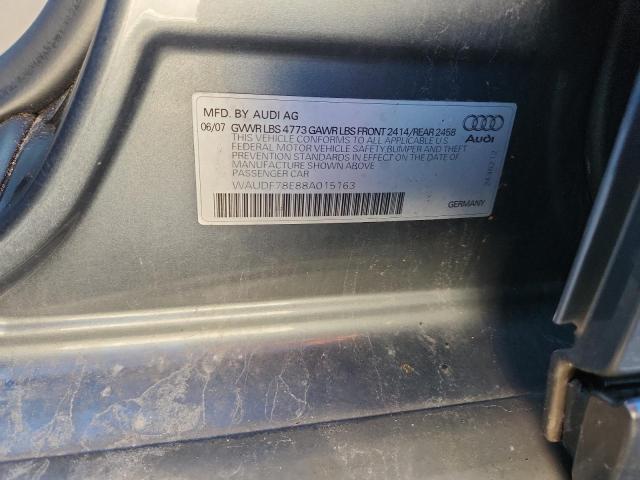 MFD. BY AUDI AG
06/07 GVWR LBS 4773 GAWR LBS FRONT 2414/REAR 2458
THIS VEHICLE CONFORMS TO ALL APPLICABLE U.S.
FEDERAL MOTOR VEHICLE SAFETY, BUMPER AND THEFT
PREVENTION STANDARDS IN EFFECT ON THE DATE OF
MANUFACTURE SHOWN ABOVE
PASSENGER CAR
WAUDF78E88A015163
Audi
GERMANY